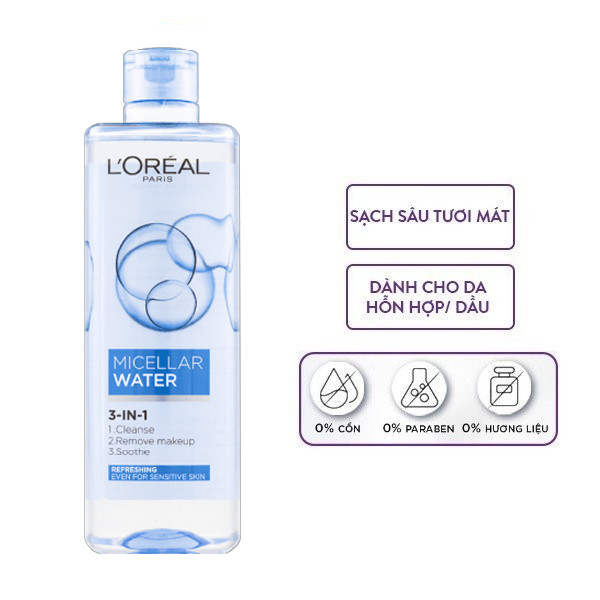 L'ORÉAL
PARIS
MICELLAR
WATER
3-IN-1
1.Cleanse
2.Remove makeup
3.Soothe
REFRESHING
EVEN FOR SENSITIVE SKIN
SẠCH SÂU TƯƠI MÁT
DÀNH CHO DA
HỖN HỢP/ DẦU
0% CỒN
0% PARABEN
0% HƯƠNG LIỆU